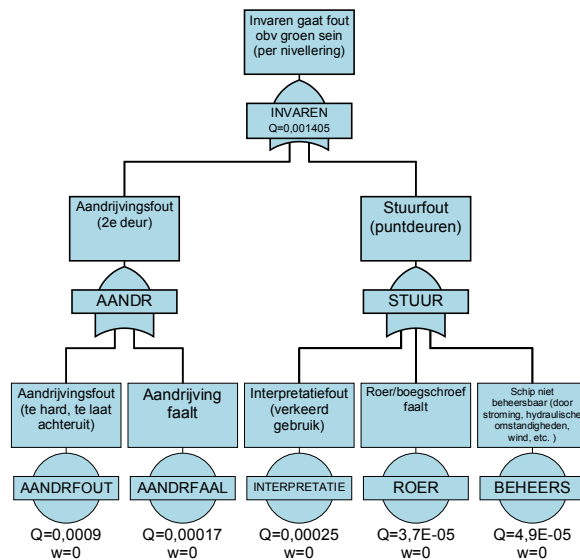 Invaren gaat fout
obv groen sein
(per nivellering)
INVAREN
Q=0,001405
Aandrijvingsfout
(2e deur)
Stuurfout
(puntdeuren)
AANDR
STUUR
Aandrijvingsfout
(te hard, te laat
achteruit)
Aandrijving
faalt
Interpretatiefout
(verkeerd
gebruik)
Roer/boegschroef
faalt
Schip niet
beheersbaar (door
stroming, hydraulische
omstandigheden,
wind, etc. )
AANDRFOUT
AANDRFAAL
INTERPRETATIE
ROER
BEHEERS
Q=0,0009
w=0
Q=0,00017
w=0
Q=0,00025
w=0
Q=3,7E-05
w=0
Q=4,9E-05
w=0